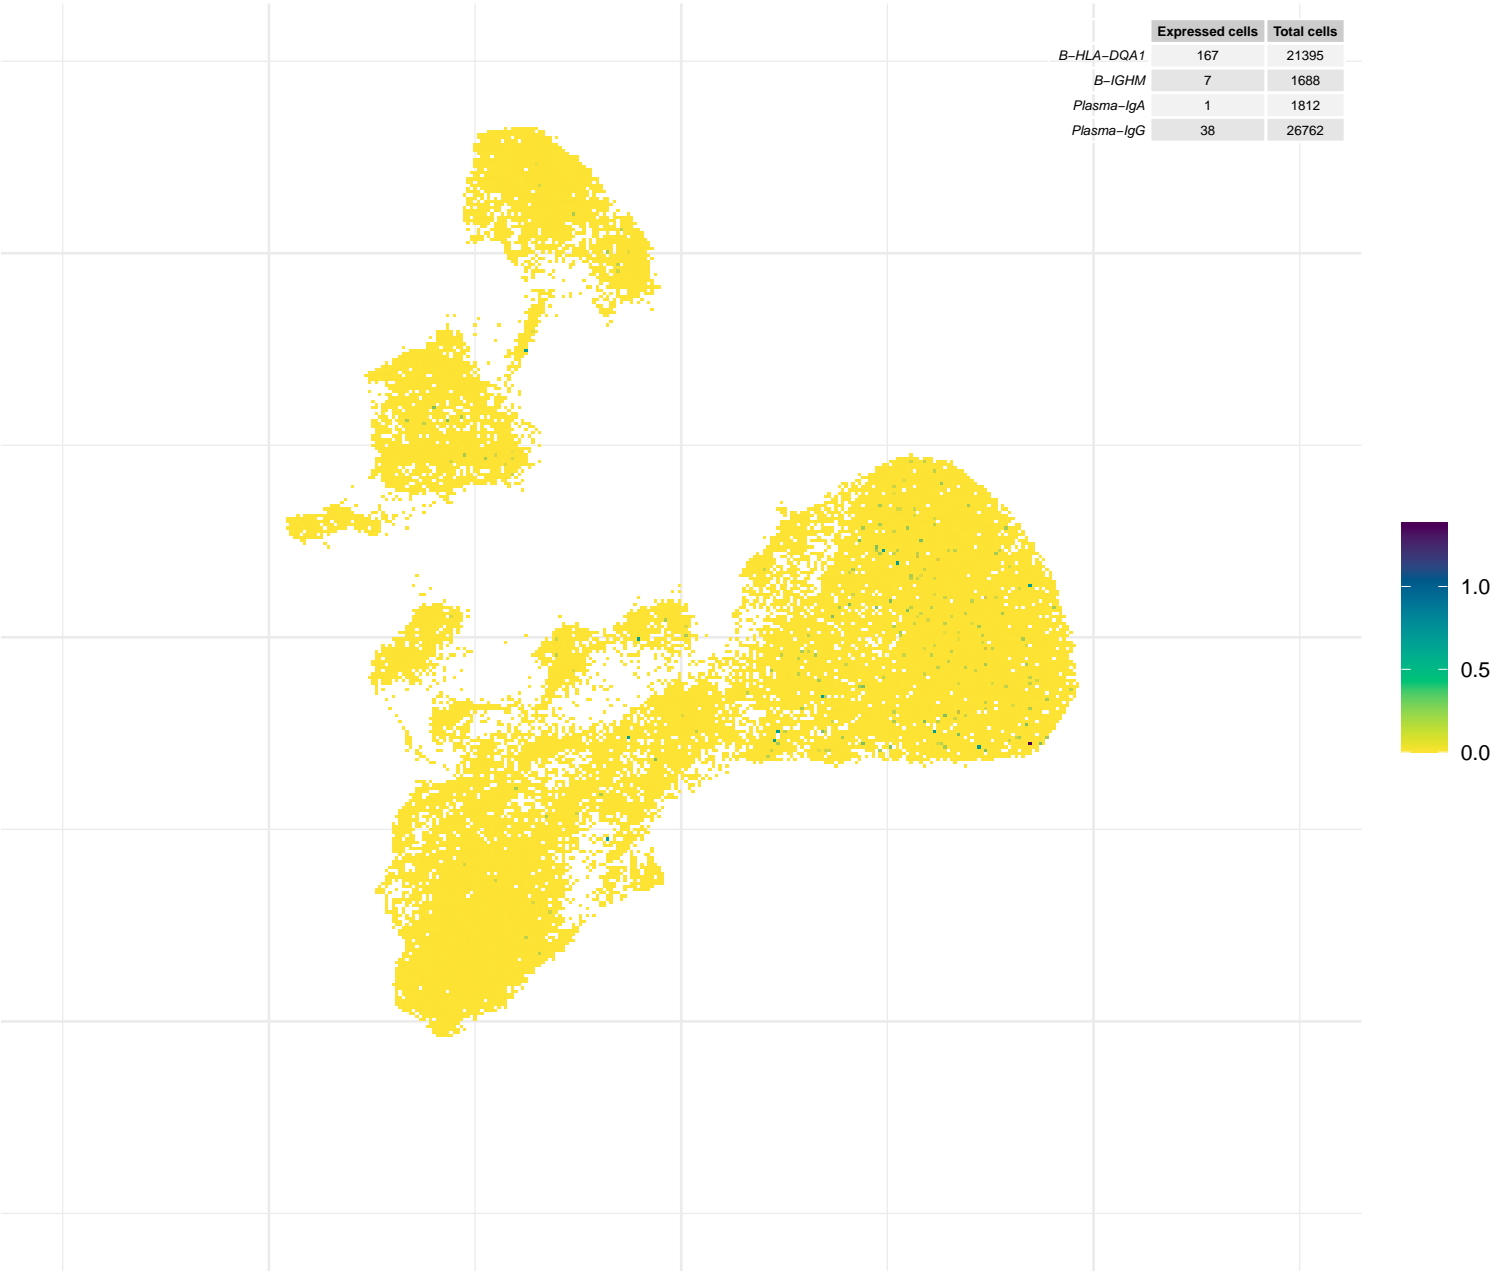 Expressed cells Total cells
B−HLA−DQA1 167 21395
B−IGHM 7 1688
Plasma−IgA 1 1812
Plasma−IgG 38 26762
1.0
0.5
0.0